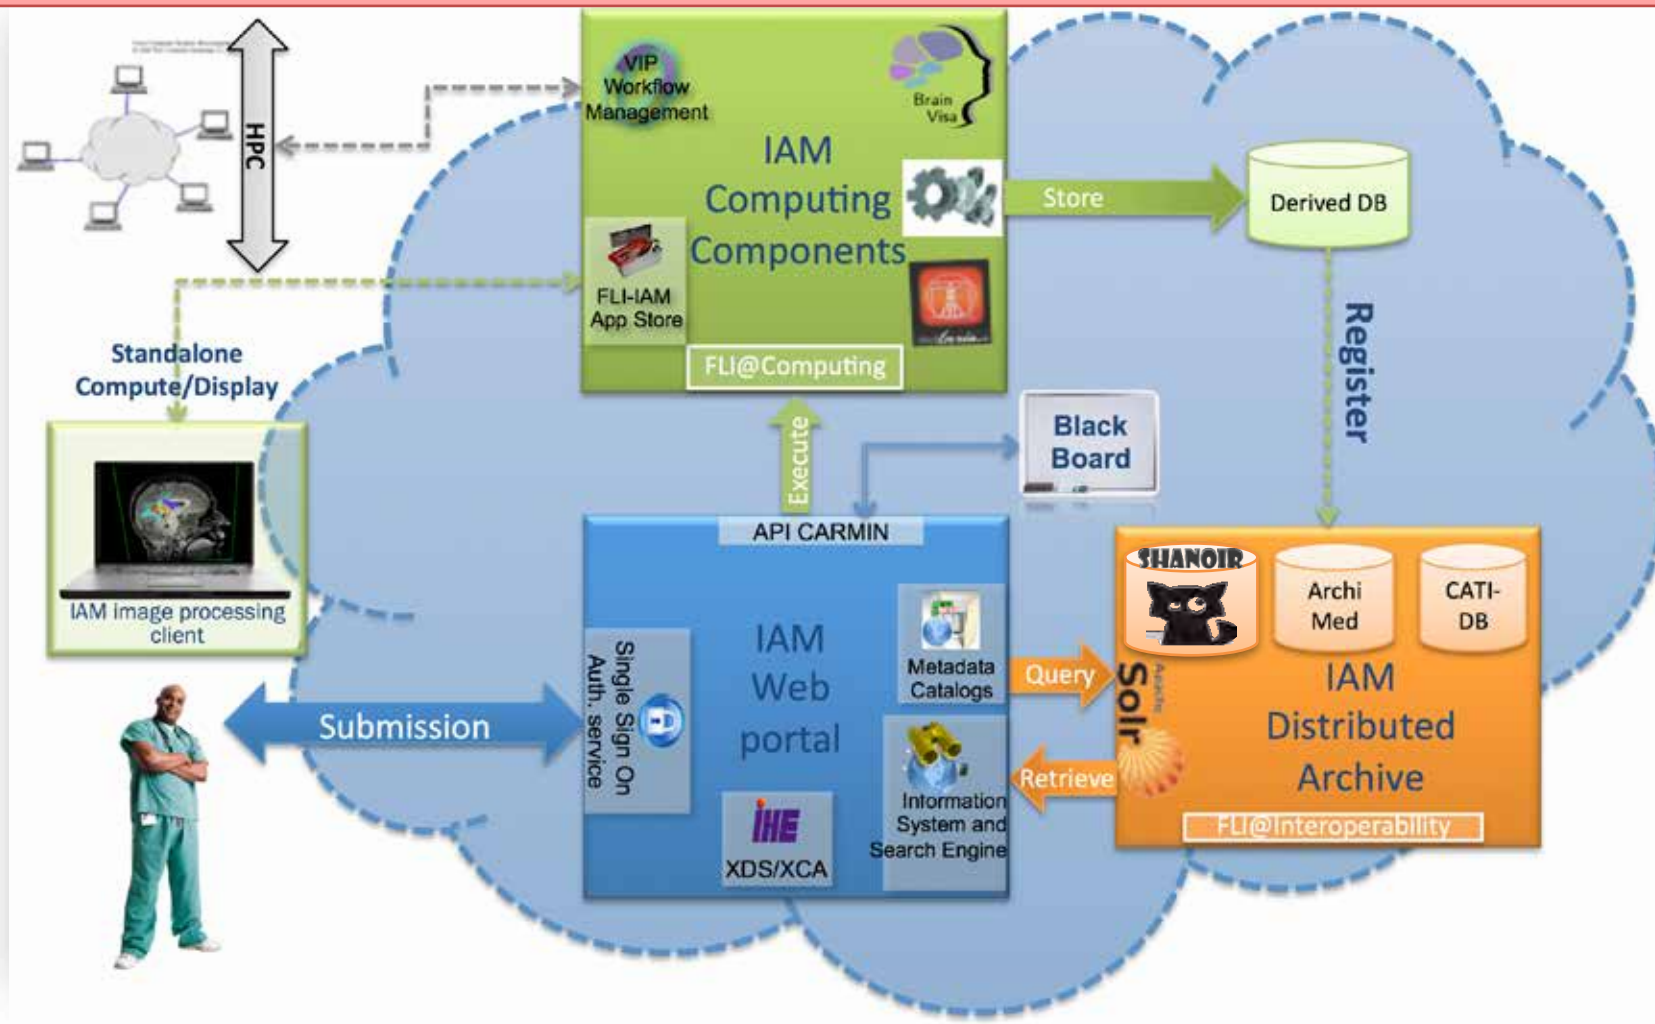 HPC
VIP
Workflow
Management
Brain
Visa
IAM
Computing
Components
FLI-IAM
App Store
FLI@Computing
Store
Derived DB
Register
Standalone
Compute/Display
IAM image processing
client
Execute
Black
Board
API CARMIN
IAM
Web
portal
Single Sign On
Auth. service
Metadada
Catalogs
Information
System and
Search Engine
iHE
XDS/XCA
Submission
Query
Retrieve
SHANOIR
Archi
Med
CATI-
DB
Apache
Solr
IAM
Distributed
Archive
FLI@Interoperability